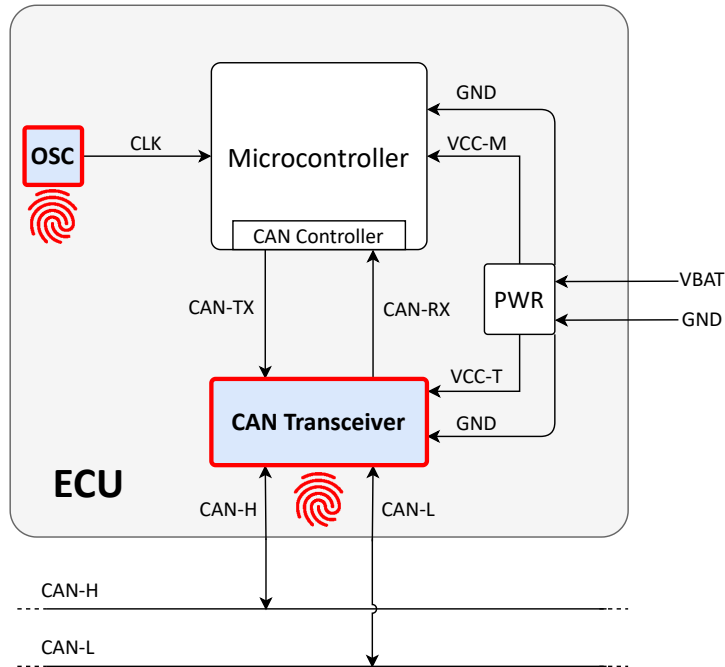 GND
OSC
CLK
VCC-M
Microcontroller
CAN Controller
VBAT
PWR
CAN-TX
CAN-RX
GND
VCC-T
CAN Transceiver
GND
ECU
CAN-H
CAN-L
CAN-H
CAN-L